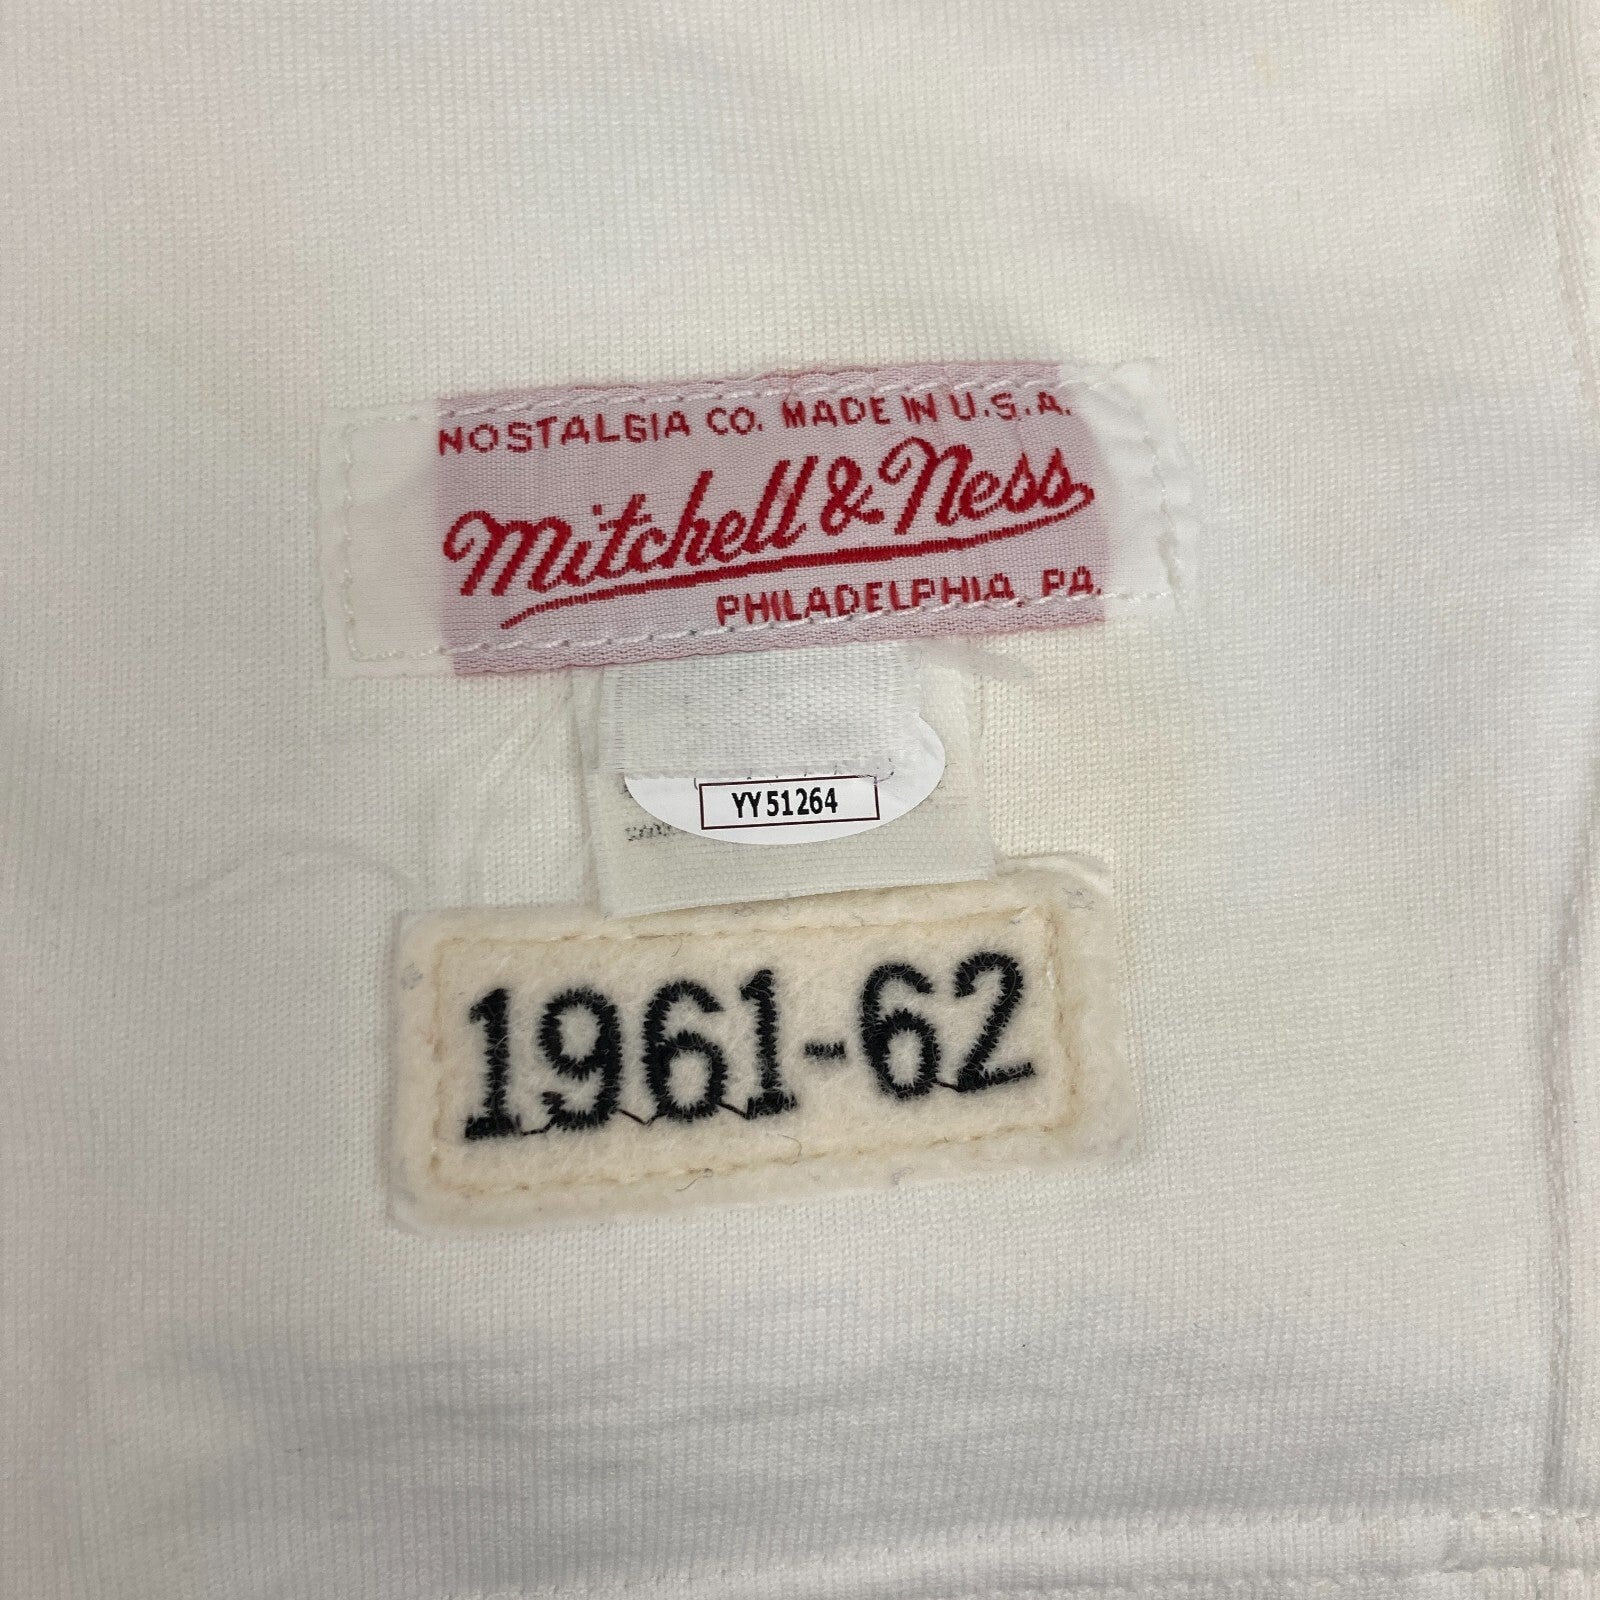 NOSTALGIA CO. MADE IN U.S.A.
Mitchell & Ness
PHILADELPHIA, PA.
YY51264
1961-62